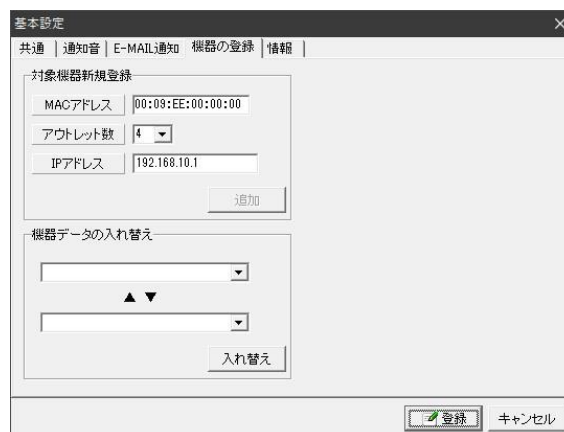 基本設定
共通 通知音 E-MAIL通知 機器の登録 情報
対象機器新規登録
MACアドレス 00:09:EE:00:00:00
アウトレット数 4
IPアドレス 192.168.10.1
追加
機器データの入れ替え
▲ ▼
入れ替え
登録 キャンセル